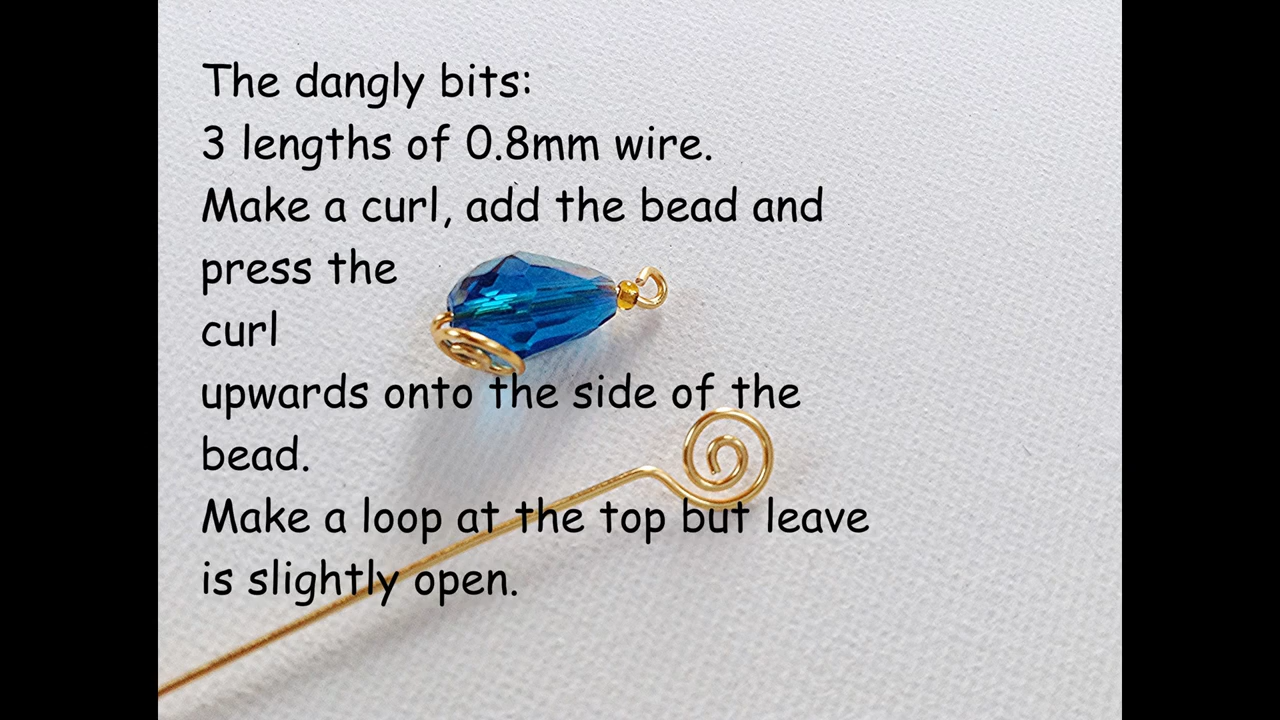 The dangly bits:
3 lengths of 0.8mm wire.
Make a curl, add the bead and
press the
curl
upwards onto the side of the
bead.
Make a loop at the top but leave
is slightly open.